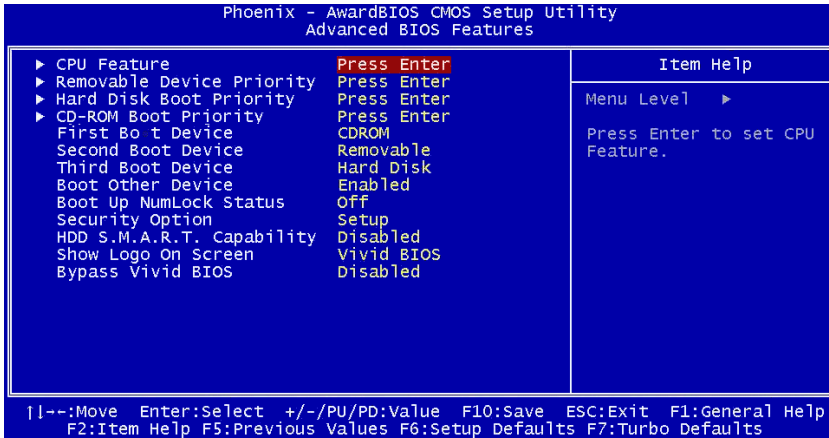 Phoenix - AwardBIOS CMOS Setup Utility
Advanced BIOS Features
▶ CPU Feature Press Enter
▶ Removable Device Priority Press Enter
▶ Hard Disk Boot Priority Press Enter
▶ CD-ROM Boot Priority Press Enter
First Bo t Device CDROM
Second Boot Device Removable
Third Boot Device Hard Disk
Boot Other Device Enabled
Boot Up NumLock Status Off
Security Option Setup
HDD S.M.A.R.T. Capability Disabled
Show Logo On Screen Vivid BIOS
Bypass Vivid BIOS Disabled
Item Help
Menu Level ▶
Press Enter to set CPU
Feature.
↑↓→←:Move Enter:Select +/-/PU/PD:Value F10:Save ESC:Exit F1:General Help
F2:Item Help F5:Previous Values F6:Setup Defaults F7:Turbo Defaults